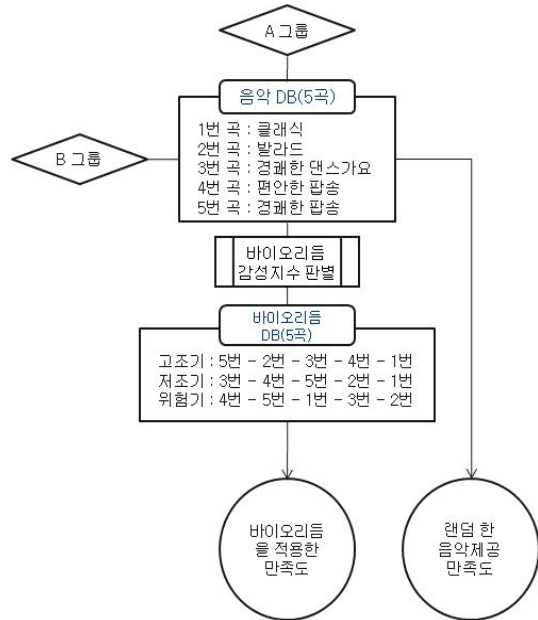 A 그룹
음악 DB(5곡)
1번 곡 : 클래식
2번 곡 : 발라드
B 그룹
3번 곡 : 경쾌한 댄스가요
4번 곡 : 편안한 팝송
5번 곡 : 경쾌한 팝송
바이오리듬
감성지수 판별
바이오리듬
DB(5곡)
고조기 : 5번 - 2번 - 3번 - 4번 - 1번
저조기 : 3번 - 4번 - 5번 - 2번 - 1번
위험기 : 4번 - 5번 - 1번 - 3번 - 2번
바이오리듬
을 적용한
만족도
랜덤 한
음악제공
만족도